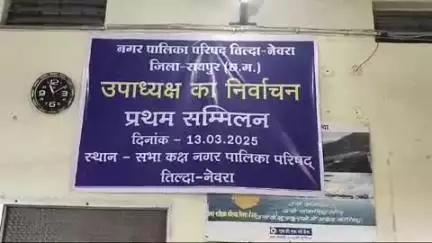 नगर पालिका परिषद तिल्दा-नेवरा
जिला-रायपुर (छ.ग.)
उपाध्यक्ष का निर्वाचन
प्रथम सम्मिलन
दिनांक - 13.03.2025
स्थान - सभा कक्ष नगर पालिका परिषद्
तिल्दा-नेवरा